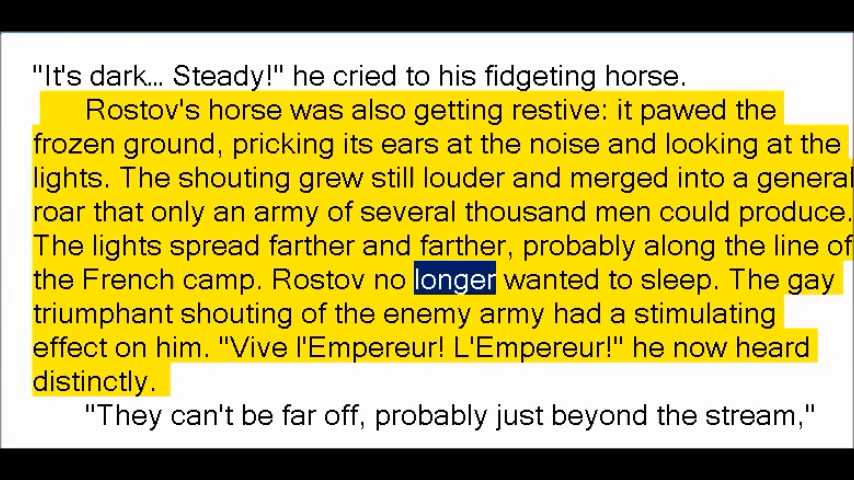 "It's dark... Steady!" he cried to his fidgeting horse.
Rostov's horse was also getting restive: it pawed the
frozen ground, pricking its ears at the noise and looking at the
lights. The shouting grew still louder and merged into a general
roar that only an army of several thousand men could produce.
The lights spread farther and farther, probably along the line of
the French camp. Rostov no longer wanted to sleep. The gay
triumphant shouting of the enemy army had a stimulating
effect on him. "Vive l'Empereur! L'Empereur!" he now heard
distinctly.
"They can't be far off, probably just beyond the stream,"